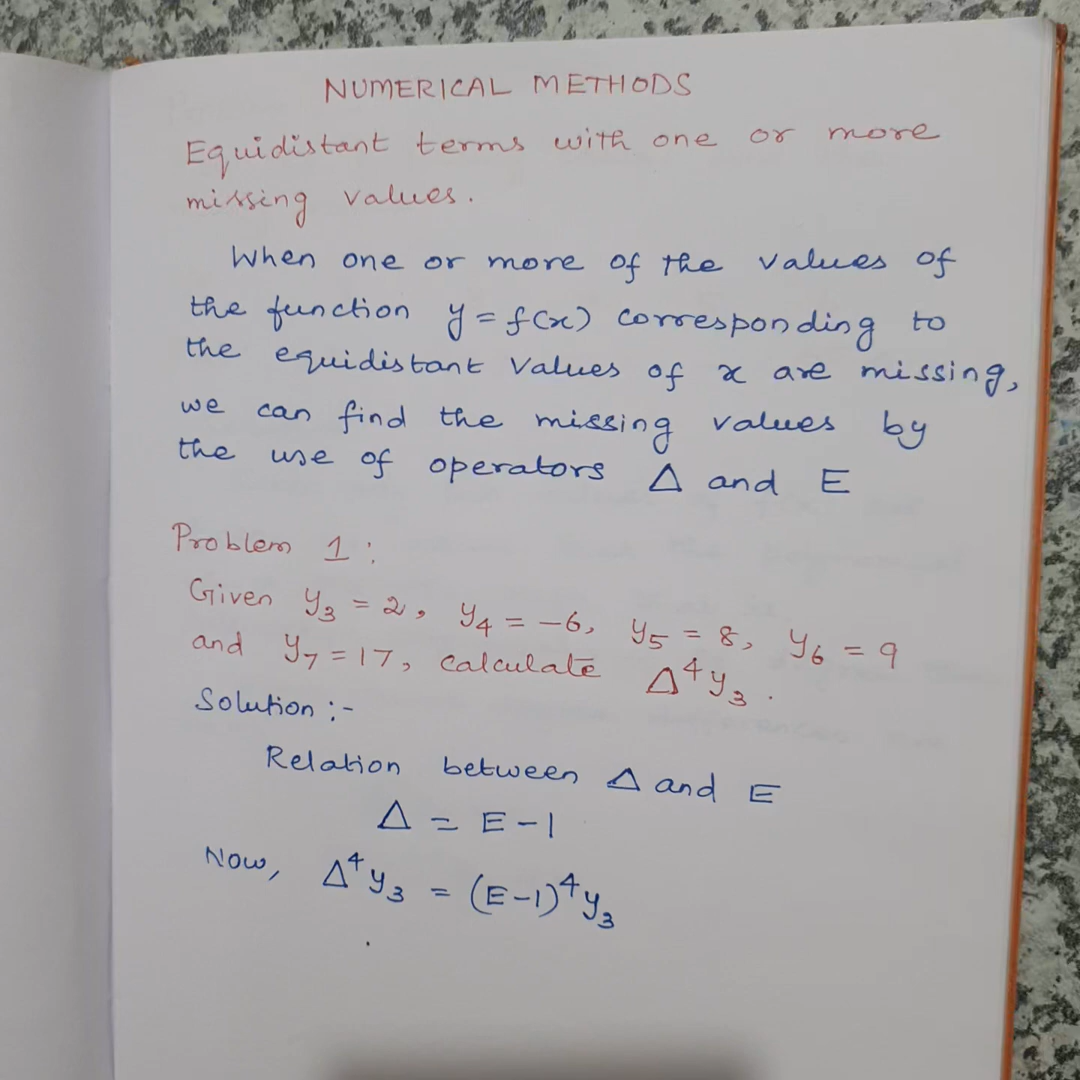 NUMERICAL METHODS
Equidistant terms with one or more
missing values.
When one or more of the values of
the function y = f(x) corresponding to
the equidistant values of x are missing,
we can find the missing values by
the use of operators Δ and E
Problem 1:
Given y₃ = 2, y₄ = -6, y₅ = 8, y₆ = 9
and y₇ = 17, calculate Δ⁴y₃.
Solution :-
Relation between Δ and E
Δ = E - 1
Now, Δ⁴y₃ = (E-1)⁴y₃